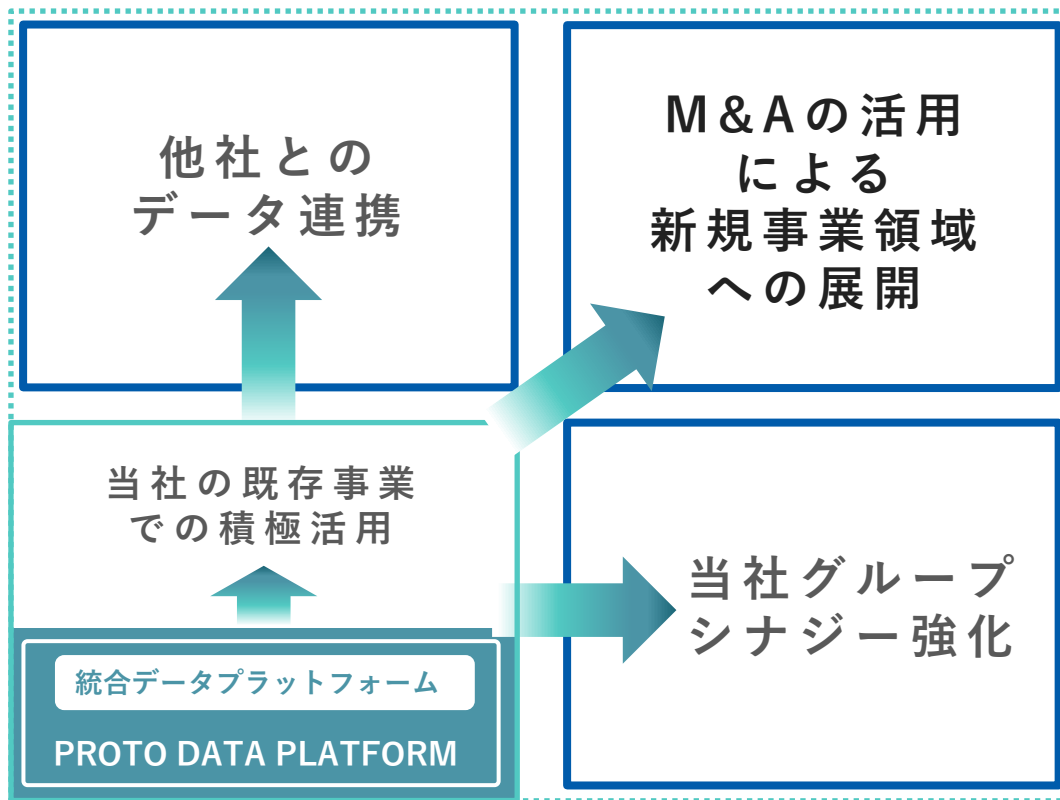 他社との
データ連携
M&Aの活用
による
新規事業領域
への展開
当社の既存事業
での積極活用
当社グループ
シナジー強化
統合データプラットフォーム
PROTO DATA PLATFORM